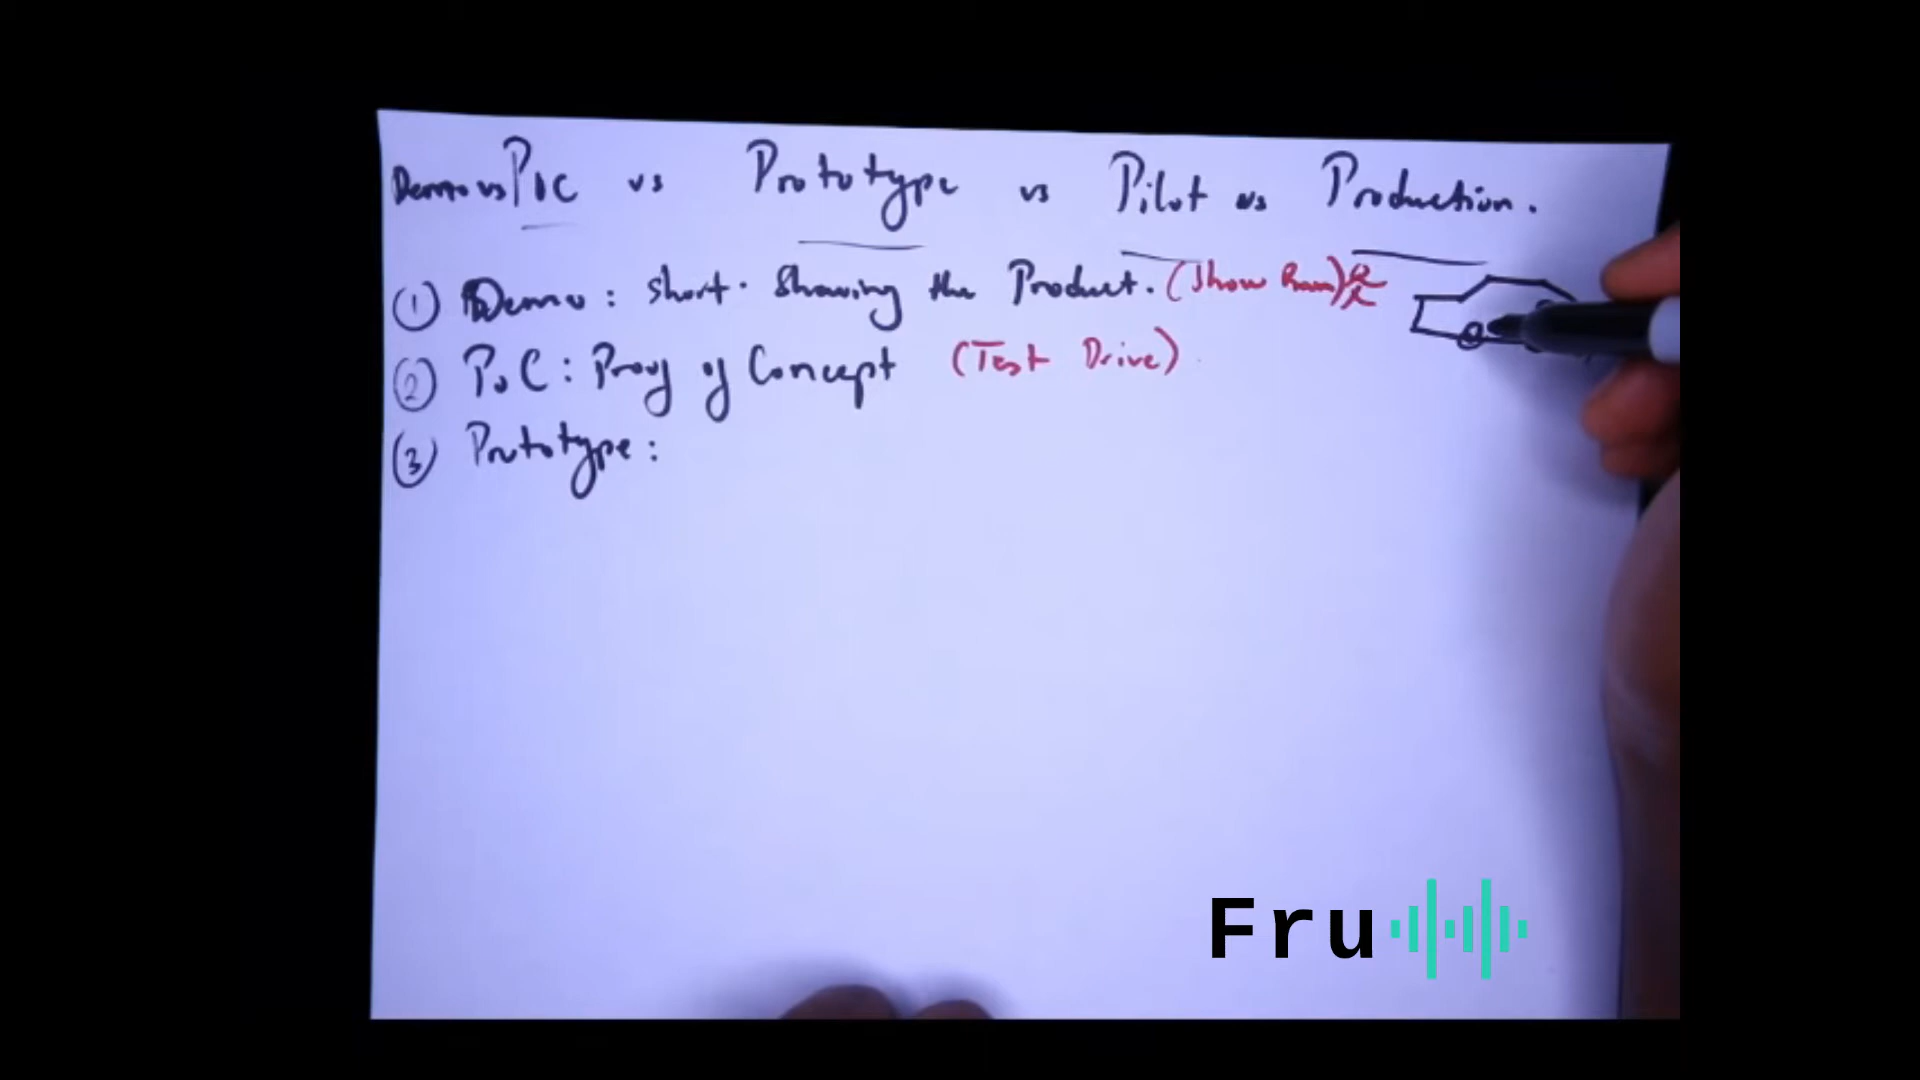 Demo vs PoC vs Prototype vs Pilot vs Production.
① Demo: short. Showing the Product. (Show Room)
② PoC: Proof of Concept (Test Drive)
③ Prototype:
Fru